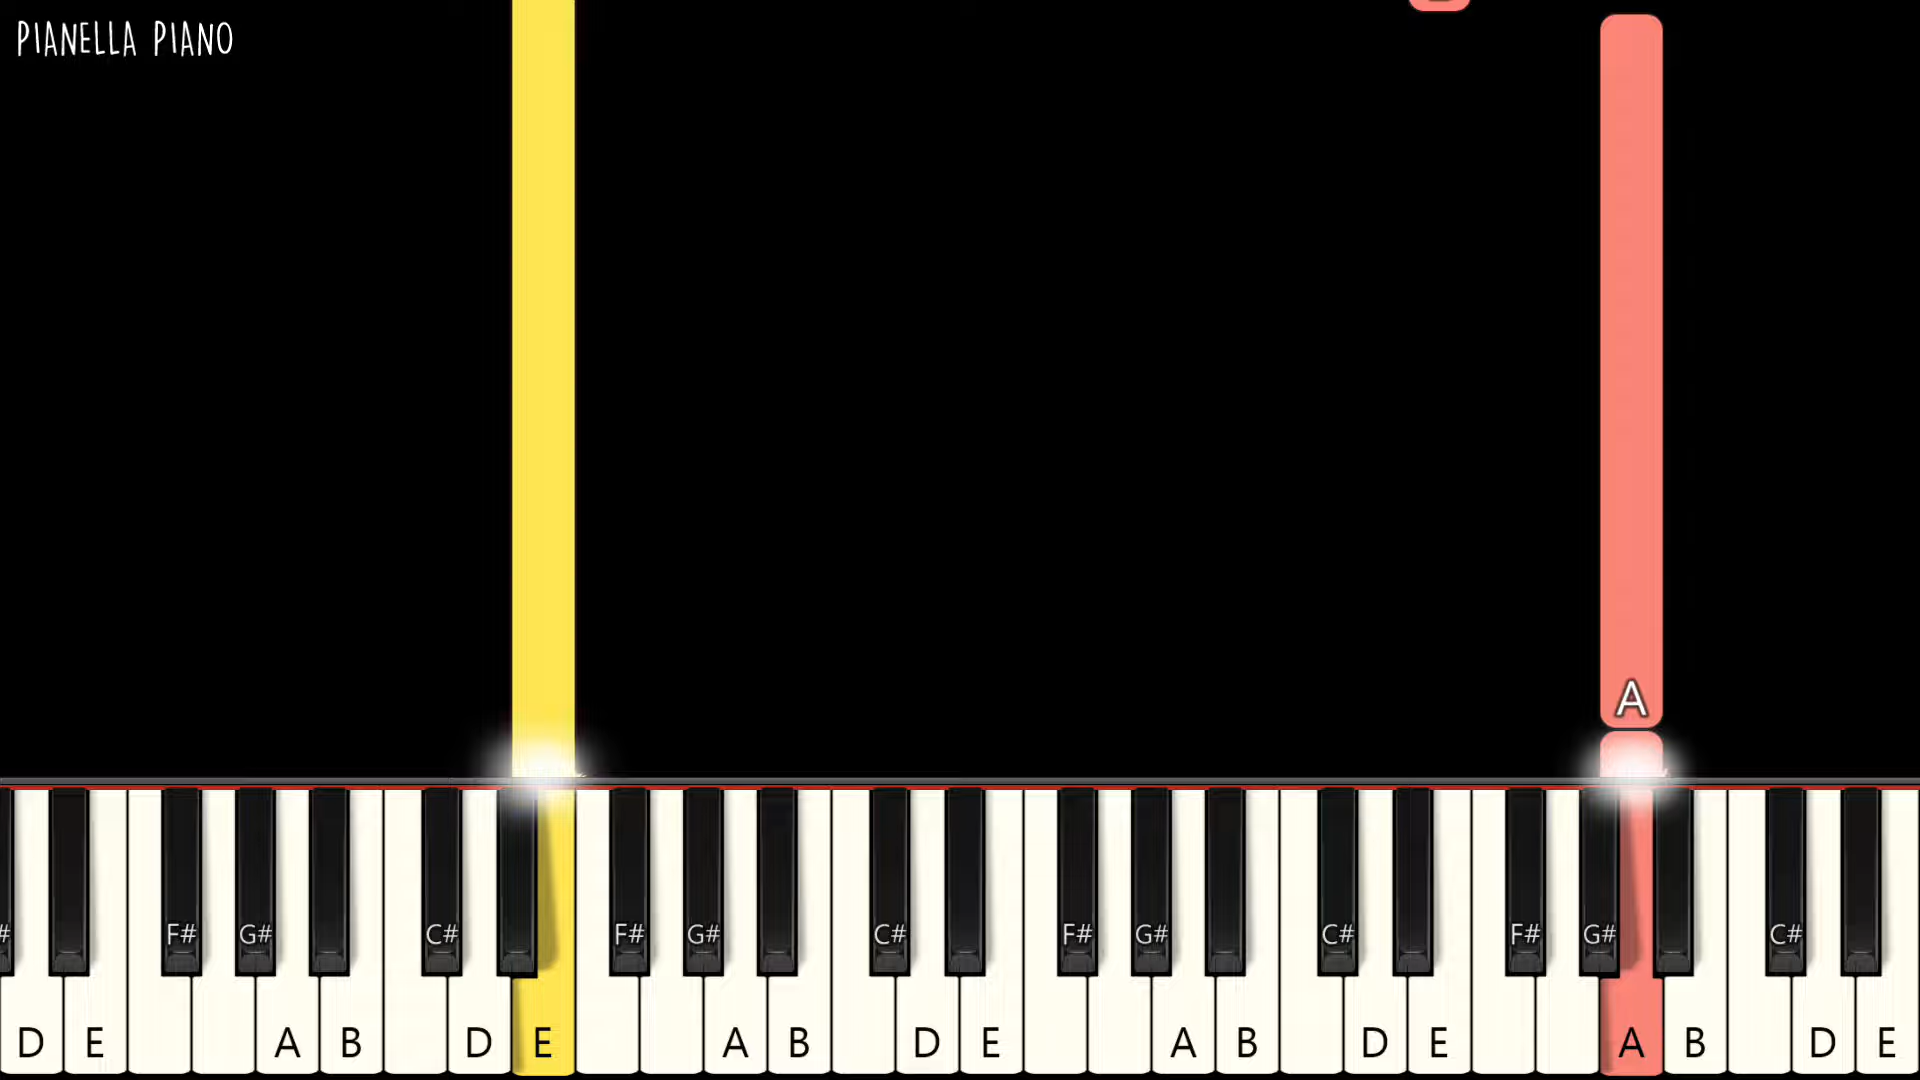 PIANELLA PIANO
A
# F# G# C# F# G# C# F# G# C# F# G# C#
D E A B D E A B D E A B D E A B D E